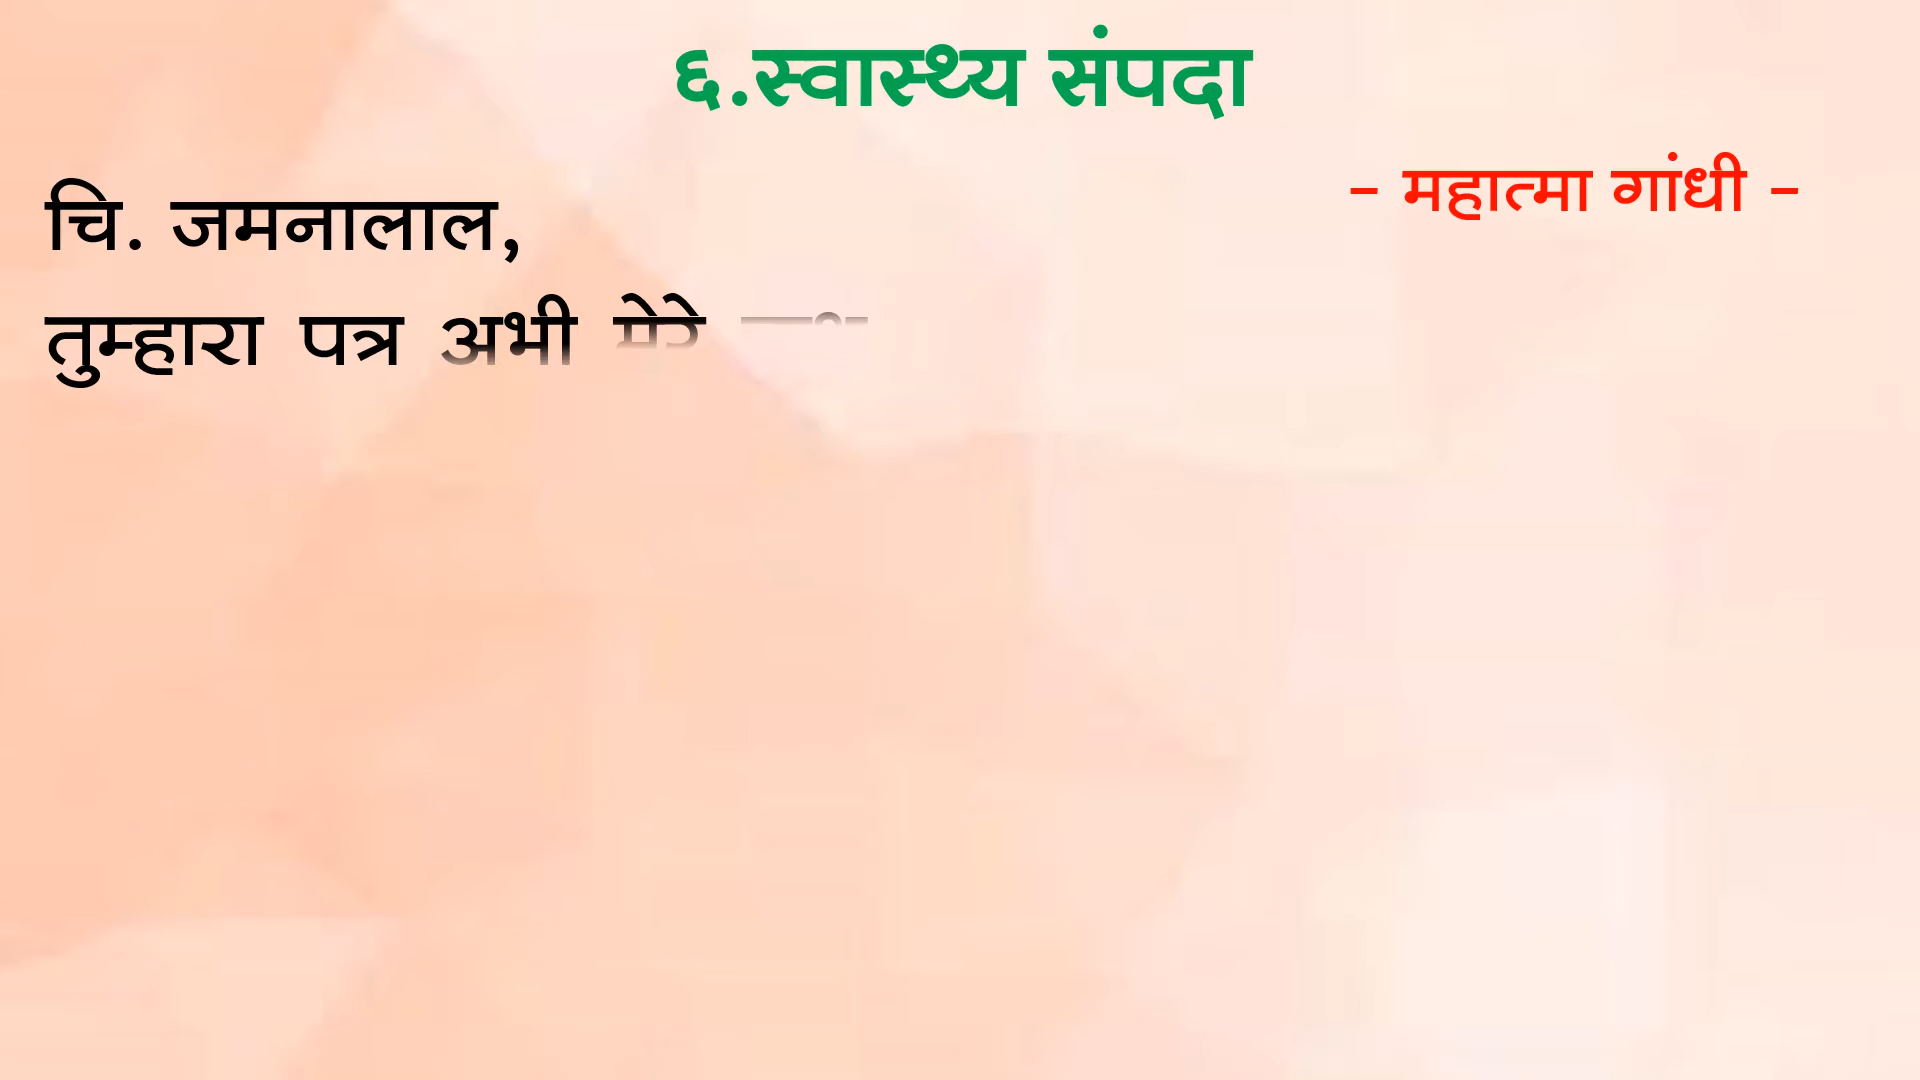 ६.स्वास्थ्य संपदा
- महात्मा गांधी -
चि. जमनालाल,
तुम्हारा पत्र अभी मेरे